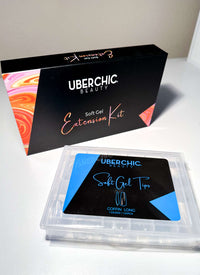 UBERCHIC
BEAUTY
Soft Gel
Extension Kit
UBERCHIC
BEAUTY
Soft Gel Tips
COFFIN LONG